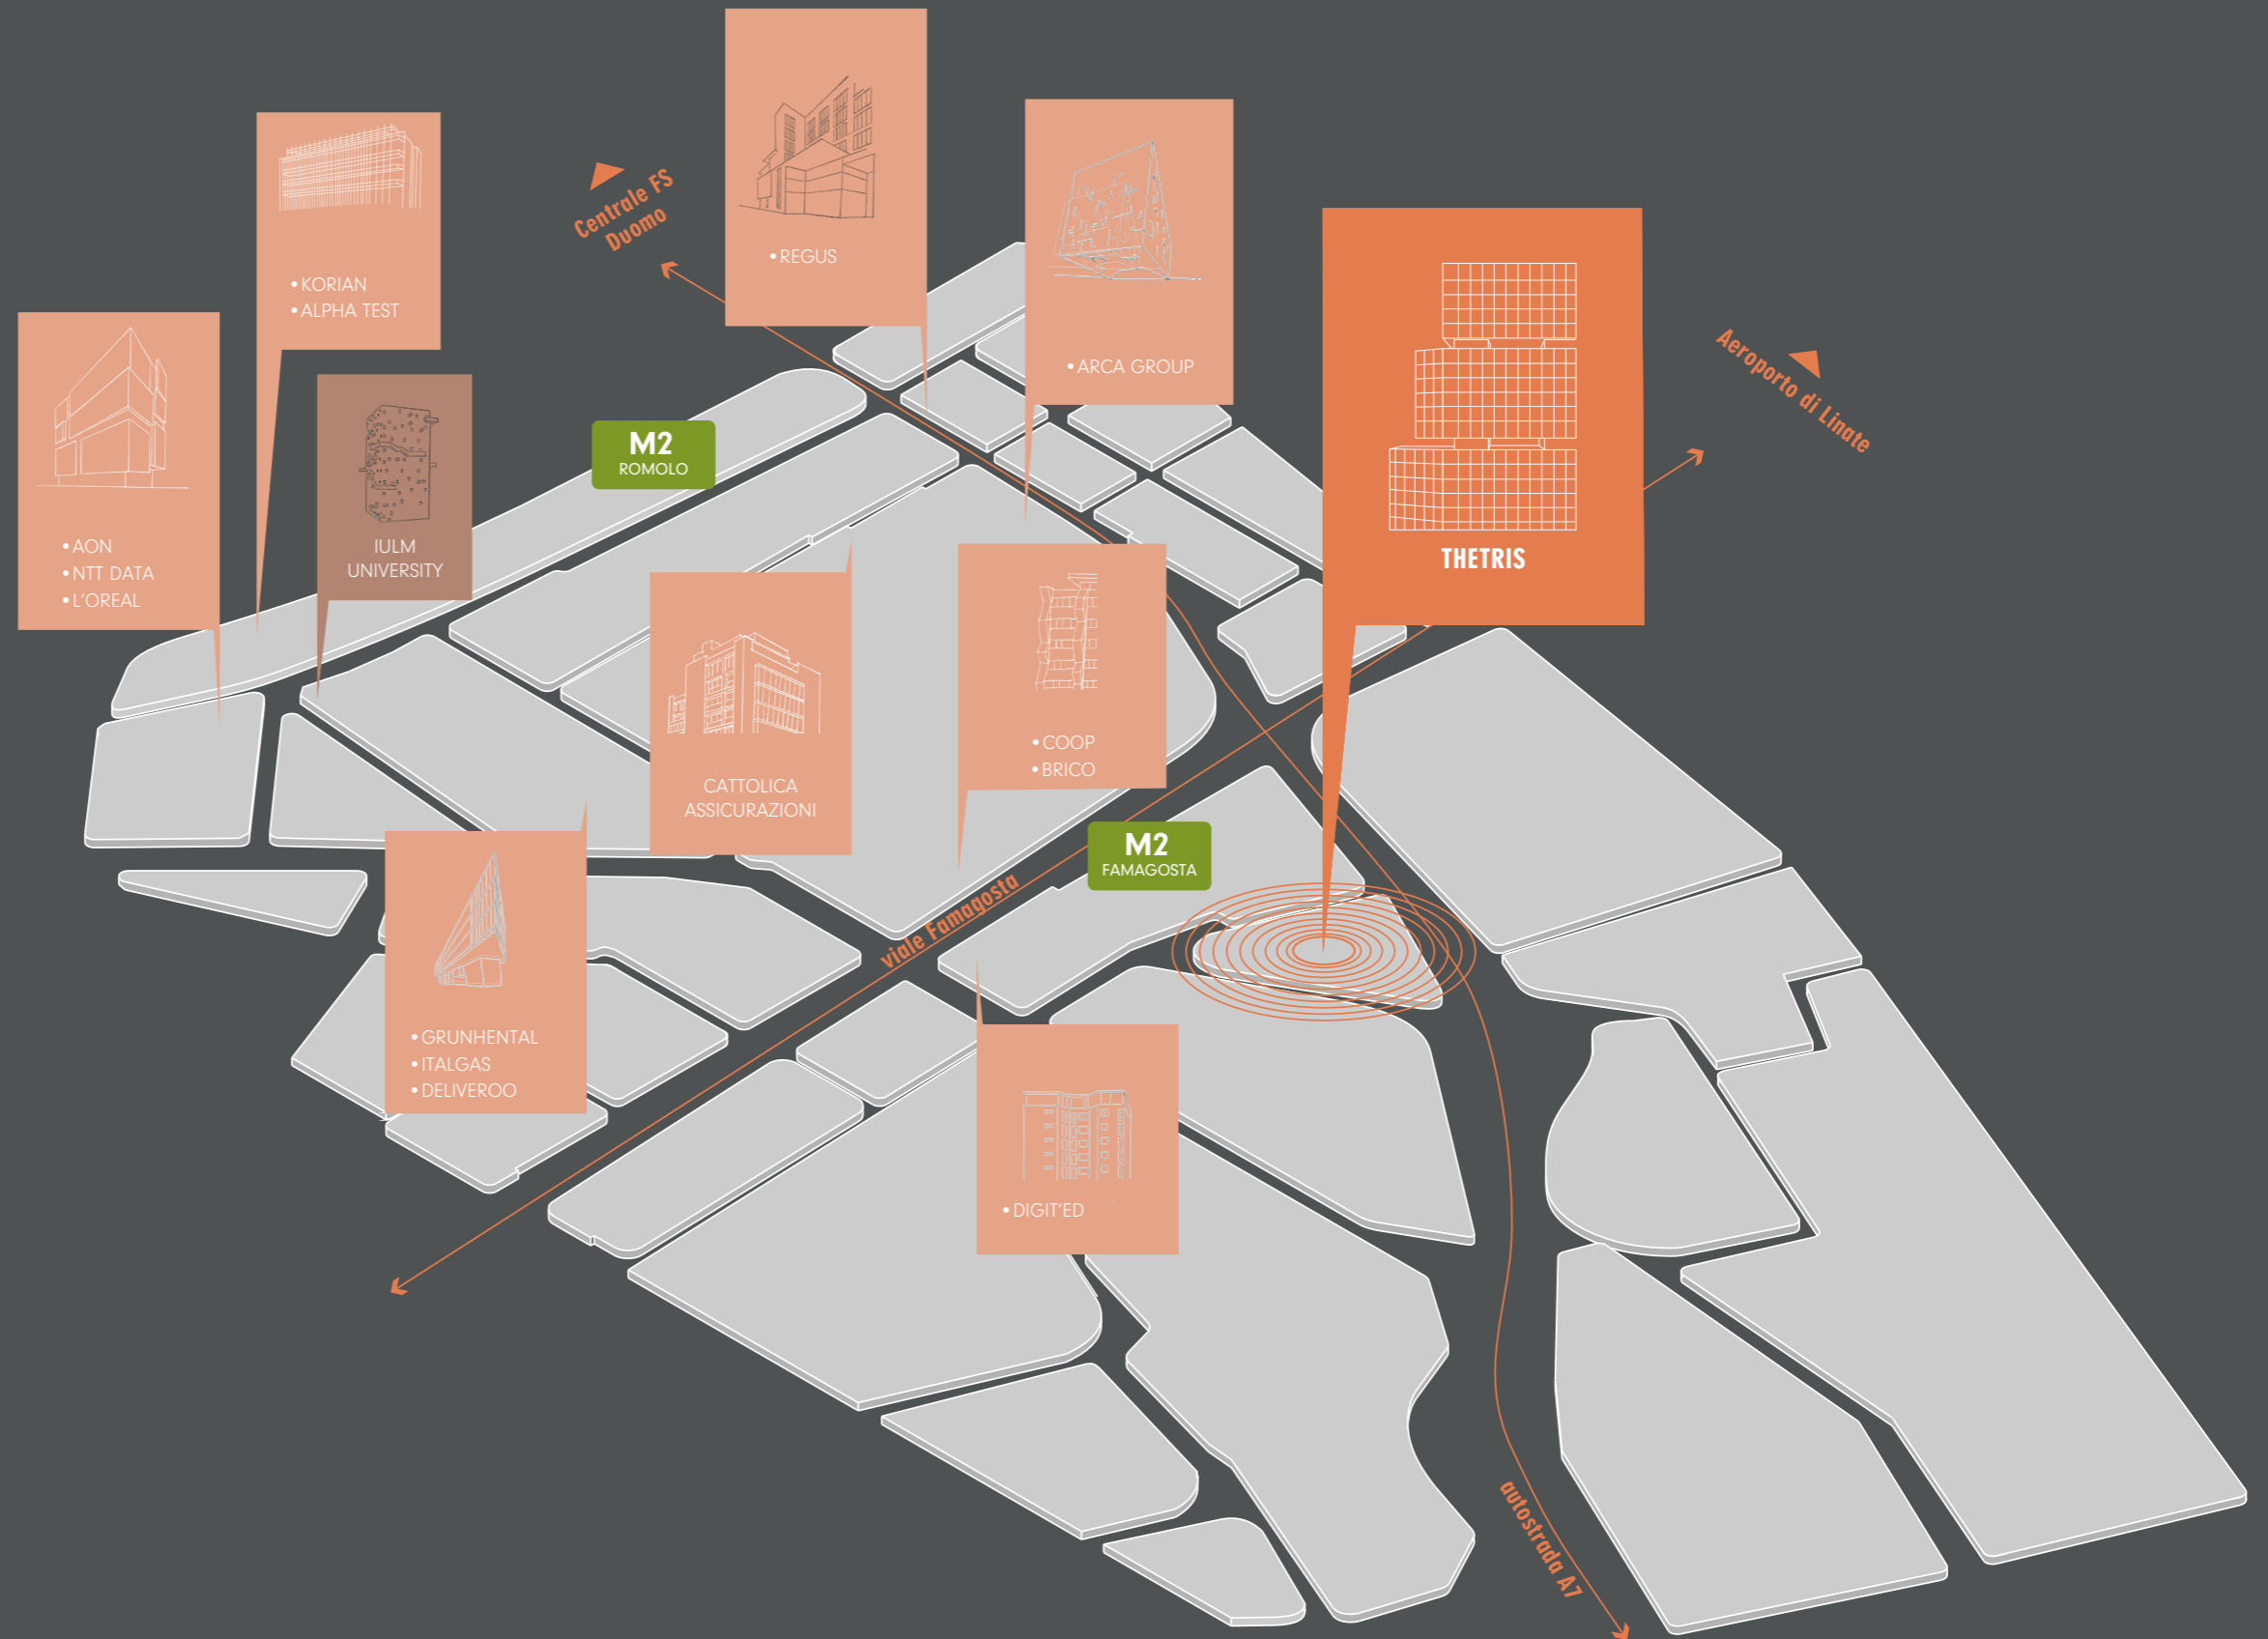 • REGUS
• KORIAN
• ALPHA TEST
Centrale FS
Duomo
• ARCA GROUP
Aeroporto di Linate
• AON
• NTT DATA
• L'OREAL
IULM
UNIVERSITY
M2
ROMOLO
THETRIS
CATTOLICA
ASSICURAZIONI
• COOP
• BRICO
M2
FAMAGOSTA
viale Famagosta
• GRUNHENTAL
• ITALGAS
• DELIVEROO
• DIGIT'ED
autostrada A7